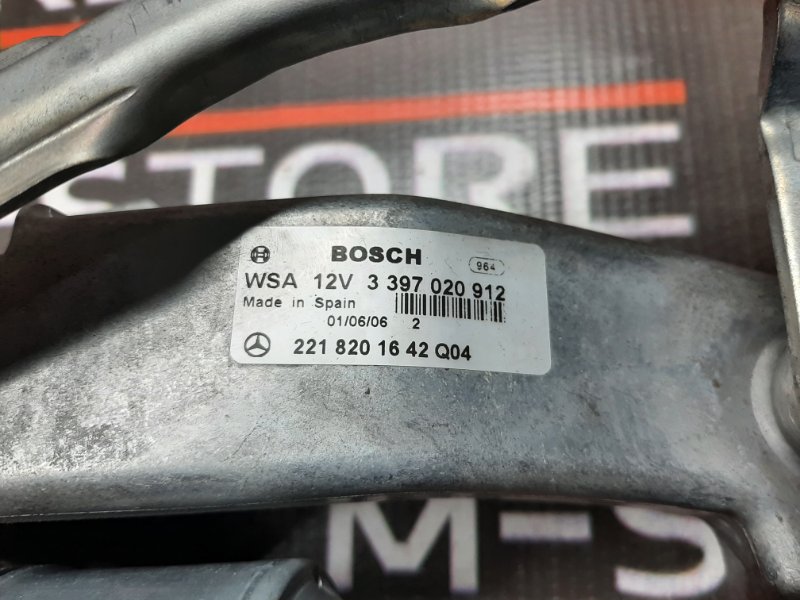 STORE
BOSCH 964
WSA 12V 3 397 020 912
Made in Spain
01/06/06 2
221 820 16 42 Q04
M-S